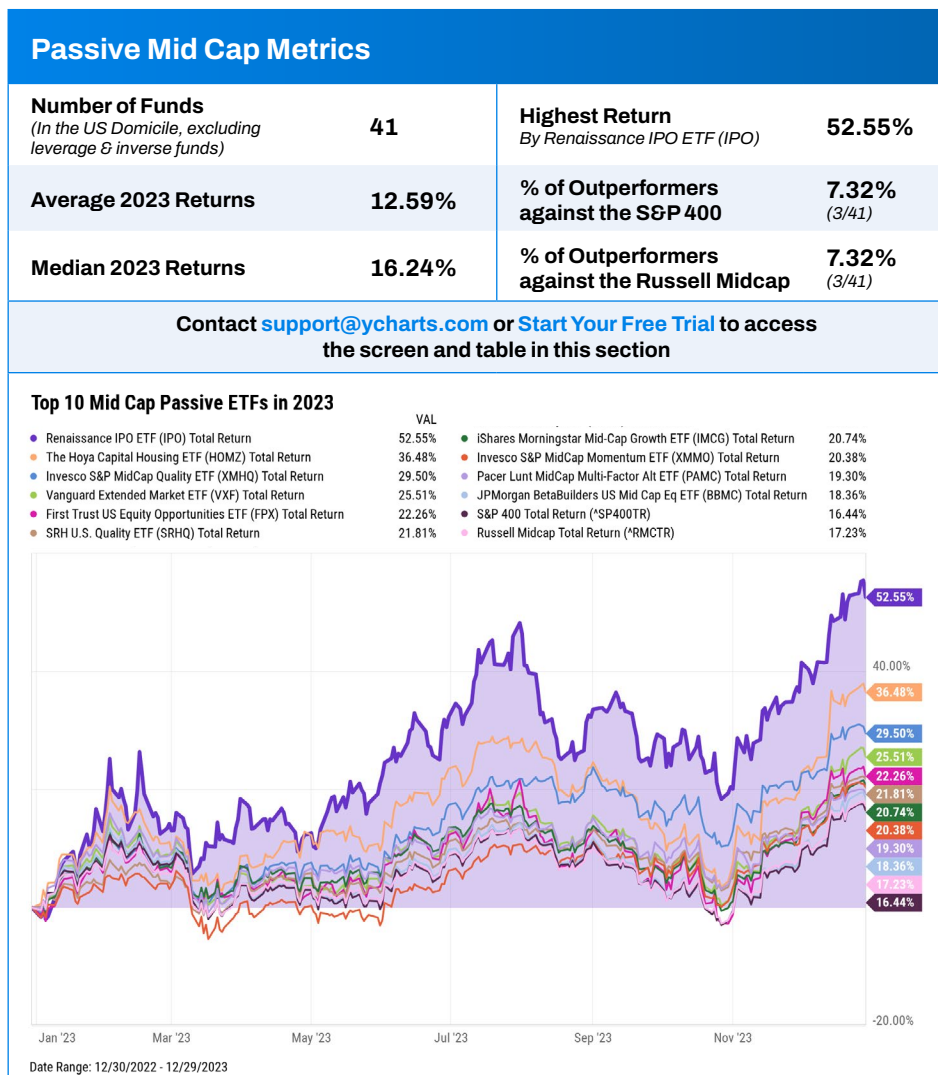 Passive Mid Cap Metrics
Number of Funds
(In the US Domicile, excluding
leverage & inverse funds)
41
Highest Return
By Renaissance IPO ETF (IPO)
52.55%
Average 2023 Returns
12.59%
% of Outperformers
against the S&P 400
7.32%
(3/41)
Median 2023 Returns
16.24%
% of Outperformers
against the Russell Midcap
7.32%
(3/41)
Contact support@ycharts.com or Start Your Free Trial to access
the screen and table in this section
Top 10 Mid Cap Passive ETFs in 2023
VAL
Renaissance IPO ETF (IPO) Total Return 52.55%
The Hoya Capital Housing ETF (HOMZ) Total Return 36.48%
Invesco S&P MidCap Quality ETF (XMHQ) Total Return 29.50%
Vanguard Extended Market ETF (VXF) Total Return 25.51%
First Trust US Equity Opportunities ETF (FPX) Total Return 22.26%
SRH U.S. Quality ETF (SRHQ) Total Return 21.81%
iShares Morningstar Mid-Cap Growth ETF (IMCG) Total Return 20.74%
Invesco S&P MidCap Momentum ETF (XMMO) Total Return 20.38%
Pacer Lunt MidCap Multi-Factor Alt ETF (PAMC) Total Return 19.30%
JPMorgan BetaBuilders US Mid Cap Eq ETF (BBMC) Total Return 18.36%
S&P 400 Total Return (^SP400TR) 16.44%
Russell Midcap Total Return (^RMCTR) 17.23%
52.55%
40.00%
36.48%
29.50%
25.51%
22.26%
21.81%
20.74%
20.38%
19.30%
18.36%
17.23%
16.44%
-20.00%
Jan '23 Mar '23 May '23 Jul '23 Sep '23 Nov '23
Date Range: 12/30/2022 - 12/29/2023